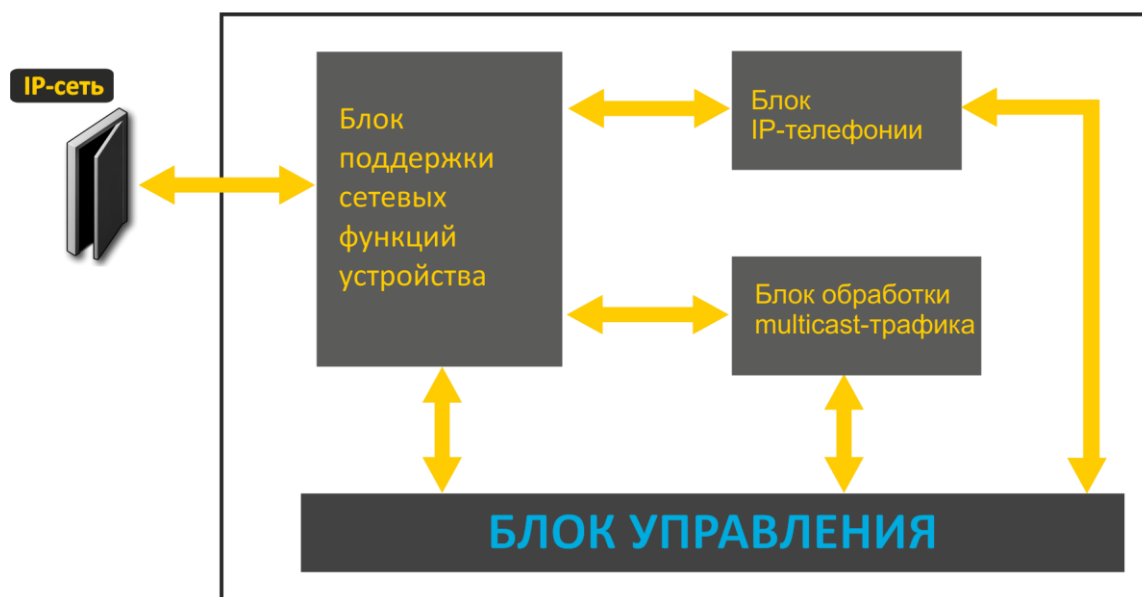 IP-сеть
Блок
поддержки
сетевых
функций
устройства
Блок
IP-телефонии
Блок обработки
multicast-трафика
БЛОК УПРАВЛЕНИЯ